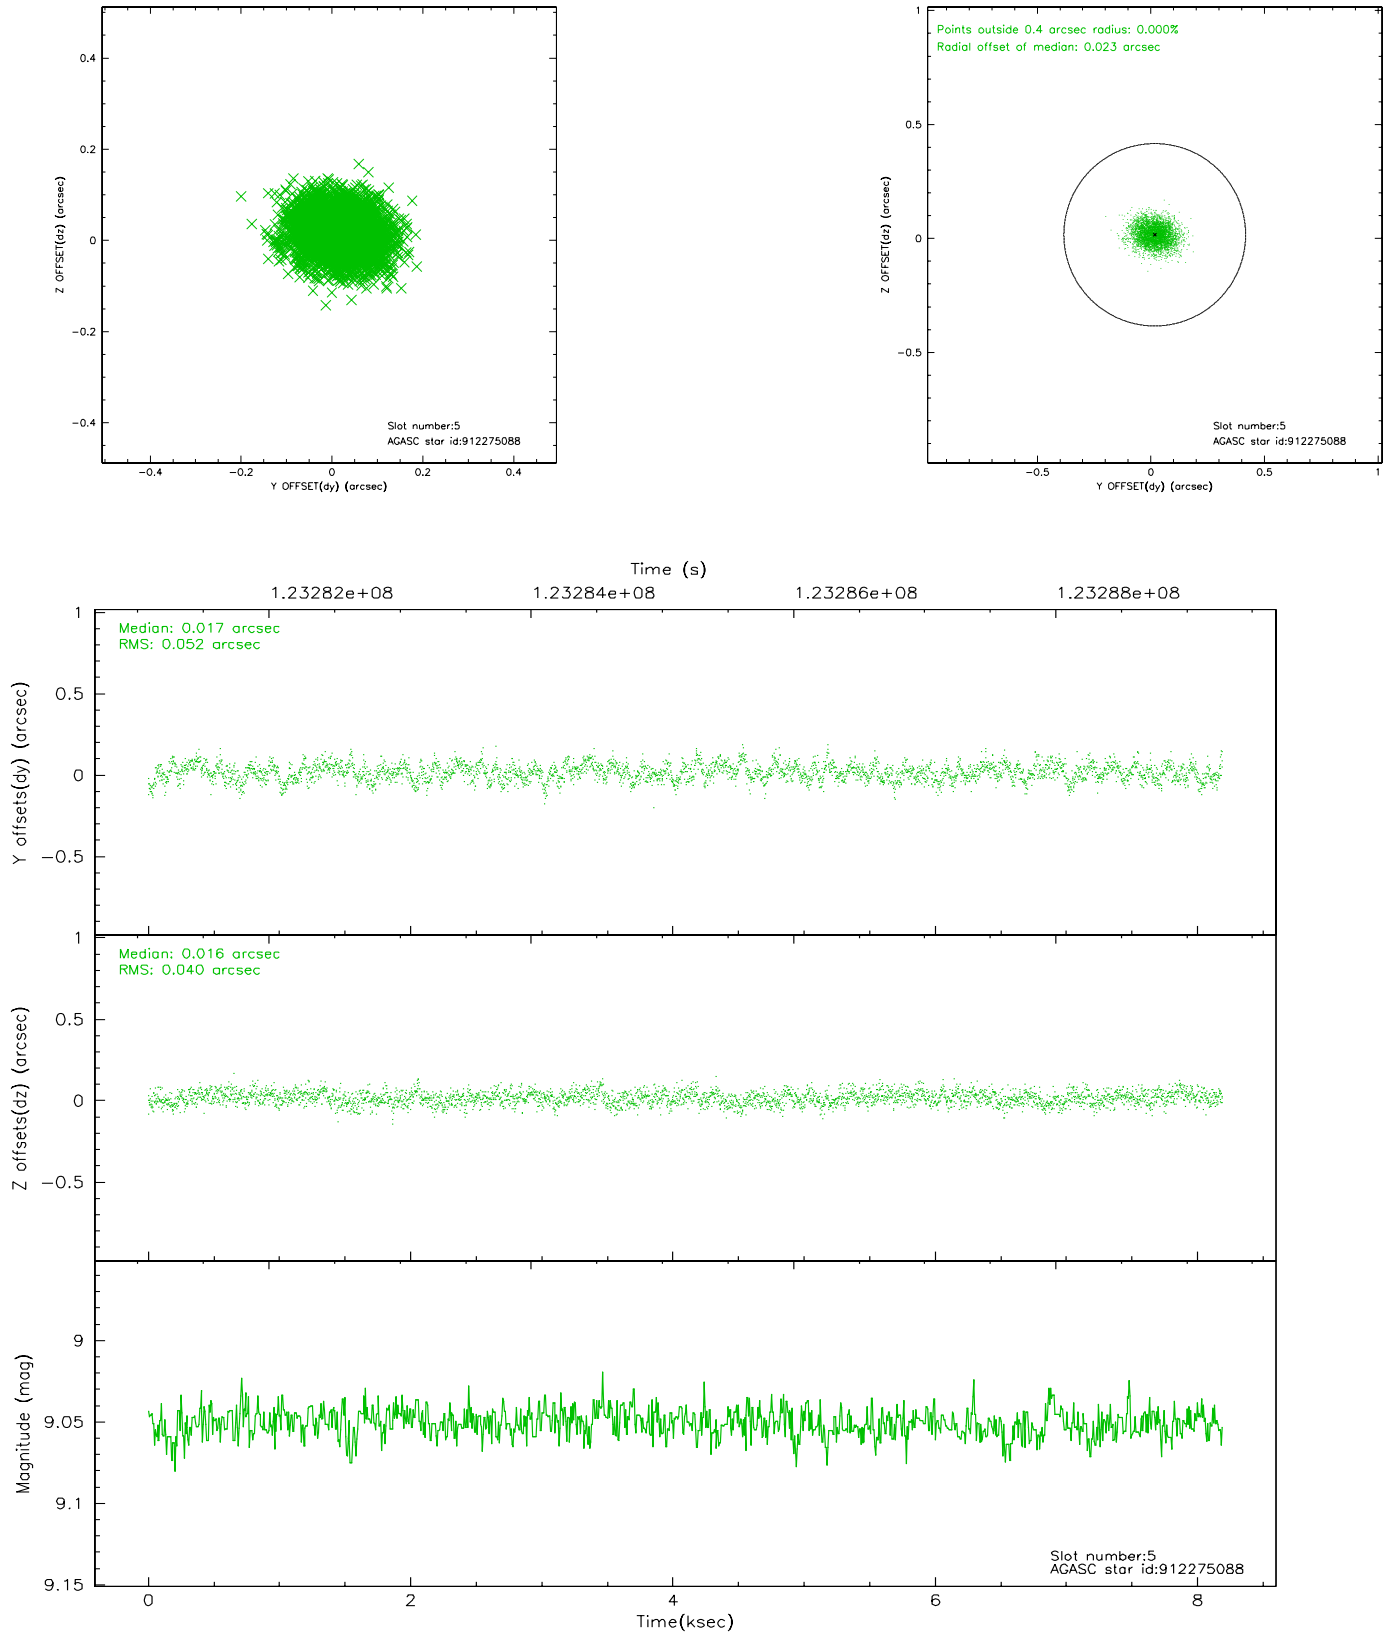 0.4
0.2
0
−0.2
−0.4
Z OFFSET(dz) (arcsec)
Slot number:5
AGASC star id:912275088
−0.4 −0.2 0 0.2 0.4
Y OFFSET(dy) (arcsec)
Points outside 0.4 arcsec radius: 0.000%
Radial offset of median: 0.023 arcsec
1
0.5
0
−0.5
Z OFFSET(dz) (arcsec)
Slot number:5
AGASC star id:912275088
−0.5 0 0.5 1
Y OFFSET(dy) (arcsec)
Time (s)
1.23282e+08 1.23284e+08 1.23286e+08 1.23288e+08
Median: 0.017 arcsec
RMS: 0.052 arcsec
1
0.5
0
−0.5
Y offsets(dy) (arcsec)
Median: 0.016 arcsec
RMS: 0.040 arcsec
1
0.5
0
−0.5
Z offsets(dz) (arcsec)
9
9.05
9.1
9.15
Magnitude (mag)
Slot number:5
AGASC star id:912275088
0 2 4 6 8
Time(ksec)